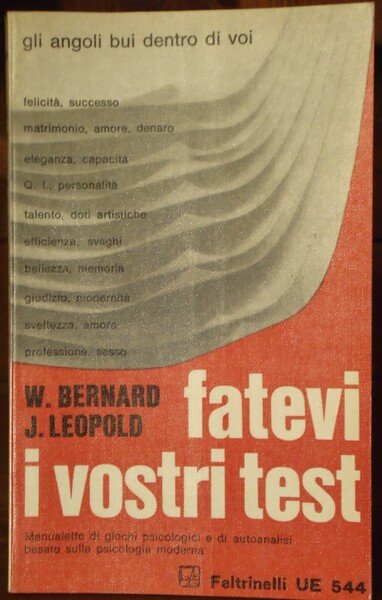 gli angoli bui dentro di voi
felicità, successo
matrimonio, amore, denaro
eleganza, capacità
Q. I., personalità
talento, doti artistiche
efficienza, svaghi
bellezza, memoria
giudizio, modernità
sveltezza, amore
professione, sesso
W. BERNARD
J. LEOPOLD
fatevi
i vostri test
Manualetto di giochi psicologici e di autoanalisi
basato sulla psicologia moderna
Feltrinelli UE 544